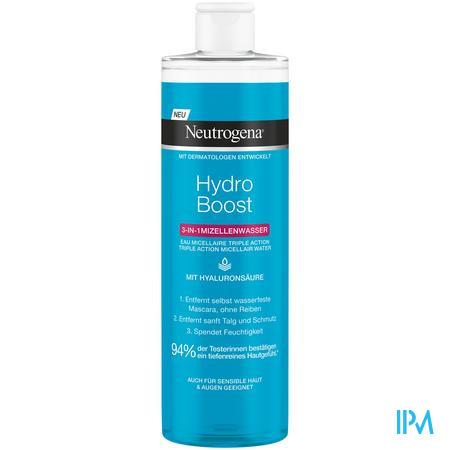 NEU
Neutrogena®
MIT DERMATOLOGEN ENTWICKELT
Hydro
Boost
3-IN-1 MIZELLENWASSER
EAU MICELLAIRE TRIPLE ACTION
TRIPLE ACTION MICELLAIR WATER
MIT HYALURONSÄURE
1. Entfernt selbst wasserfeste
Mascara, ohne Reiben
2. Entfernt sanft Talg und Schmutz
3. Spendet Feuchtigkeit
94% der Testerinnen bestätigen
ein tiefenreines Hautgefühl.*
AUCH FÜR SENSIBLE HAUT
& AUGEN GEEIGNET
IPM